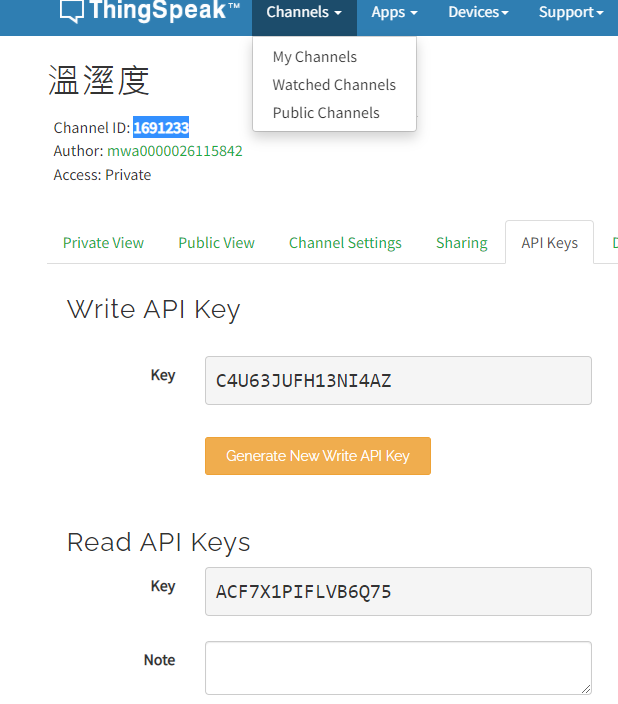 ThingSpeak™ Channels Apps Devices Support
My Channels
Watched Channels
Public Channels
溫溼度
Channel ID: 1691233
Author: mwa0000026115842
Access: Private
Private View Public View Channel Settings Sharing API Keys
Write API Key
Key C4U63JUFH13NI4AZ
Generate New Write API Key
Read API Keys
Key ACF7X1PIFLVB6Q75
Note